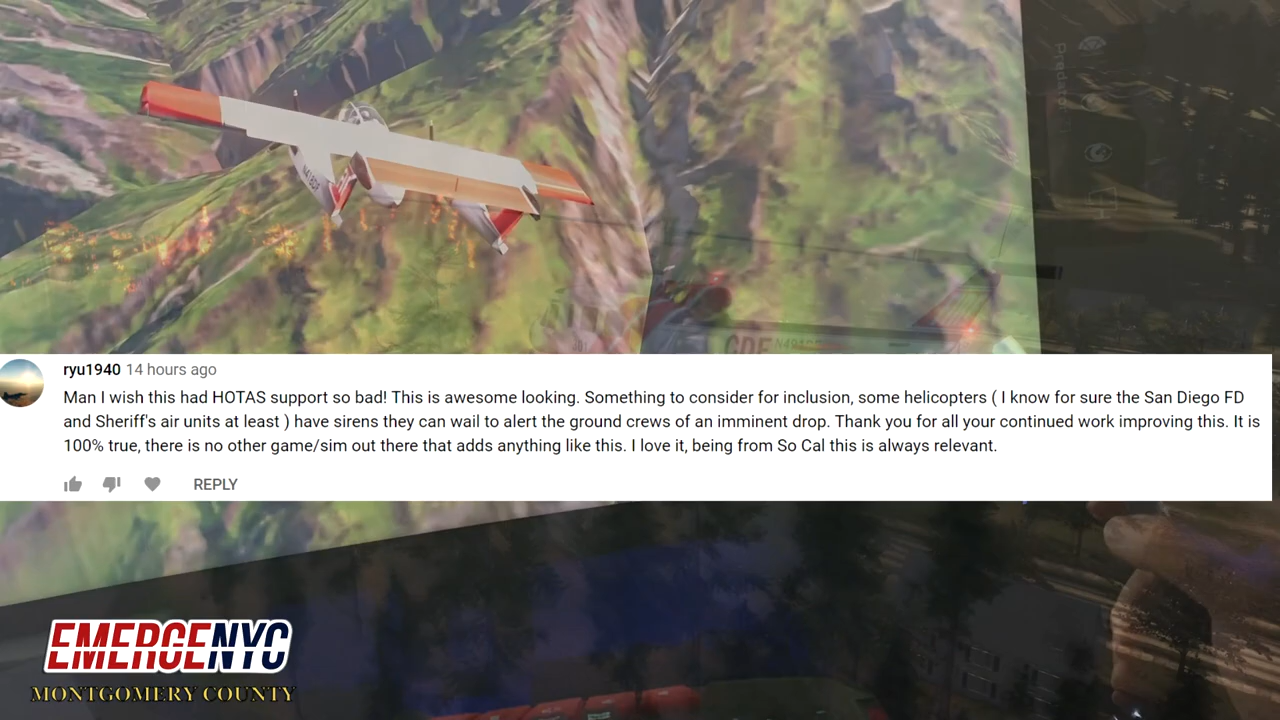 Predator
N418DF
CDF N494DF
ryu1940 14 hours ago
Man I wish this had HOTAS support so bad! This is awesome looking. Something to consider for inclusion, some helicopters ( I know for sure the San Diego FD
and Sheriff's air units at least ) have sirens they can wail to alert the ground crews of an imminent drop. Thank you for all your continued work improving this. It is
100% true, there is no other game/sim out there that adds anything like this. I love it, being from So Cal this is always relevant.
REPLY
EMERGENYC
MONTGOMERY COUNTY